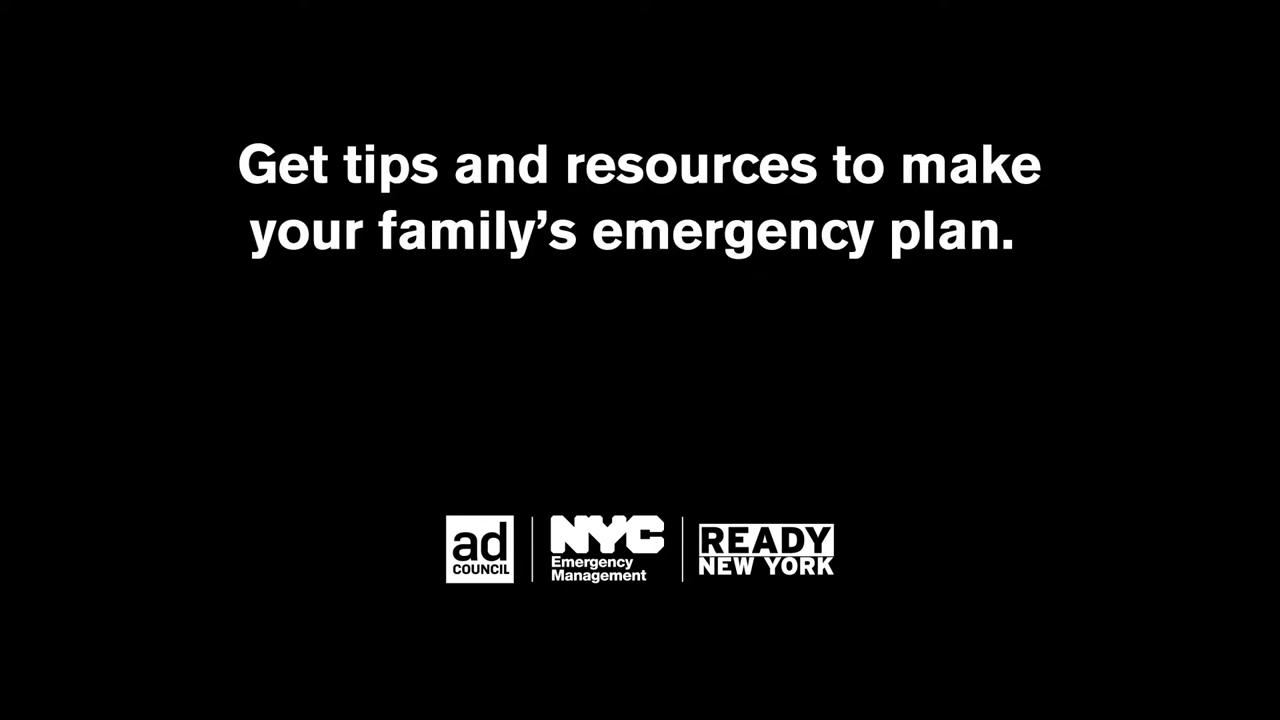 Get tips and resources to make
your family’s emergency plan.
ad
COUNCIL
NYC
Emergency
Management
READY
NEW YORK